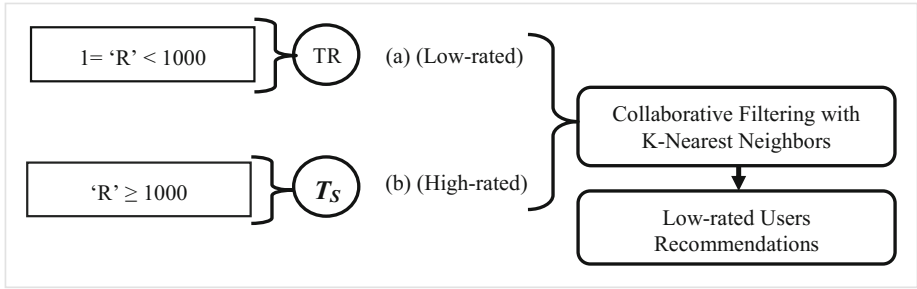 1= ‘R’ < 1000
TR
(a) (Low-rated)
‘R’ ≥ 1000
TS
(b) (High-rated)
Collaborative Filtering with
K-Nearest Neighbors
Low-rated Users
Recommendations